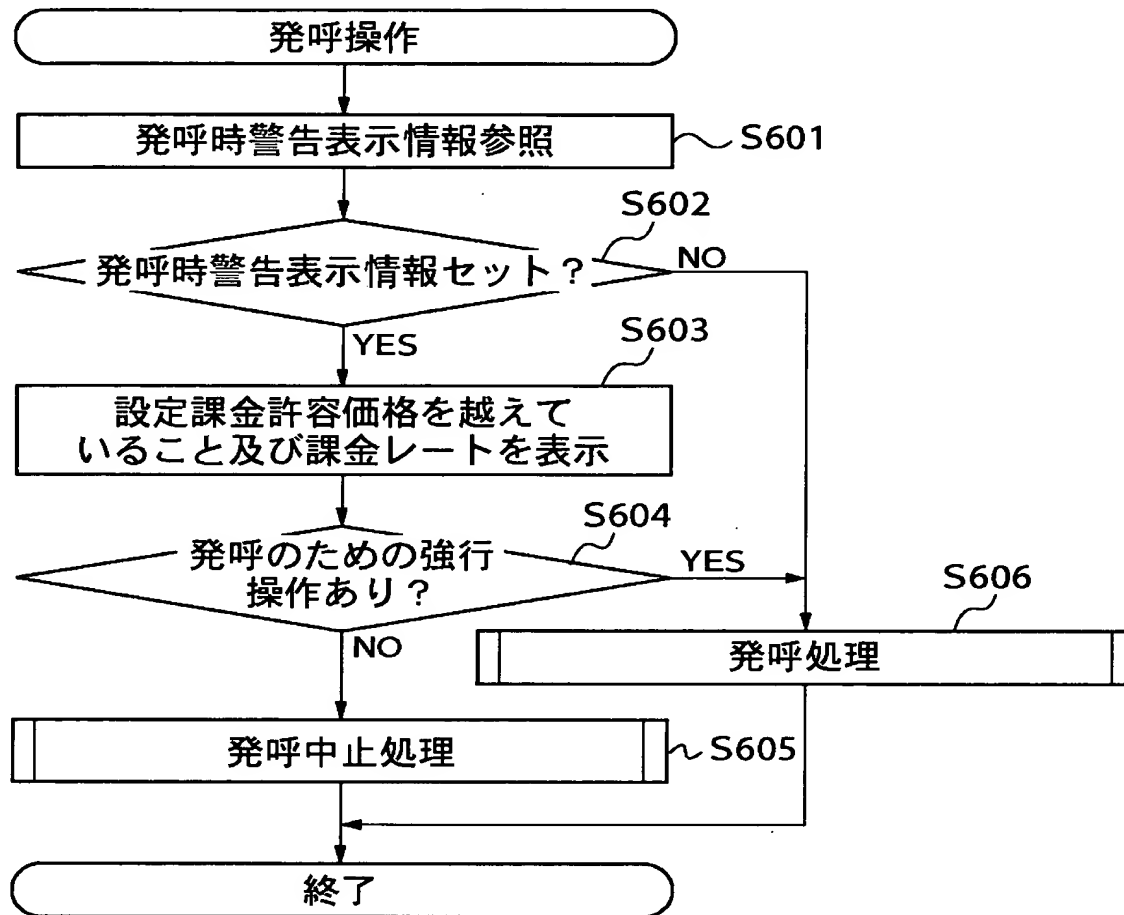 発呼操作
発呼時警告表示情報参照
S601
S602
発呼時警告表示情報セット？
NO
YES
S603
設定課金許容価格を越えて
いること及び課金レートを表示
S604
発呼のための強行
操作あり？
YES
NO
S606
発呼処理
発呼中止処理
S605
終了